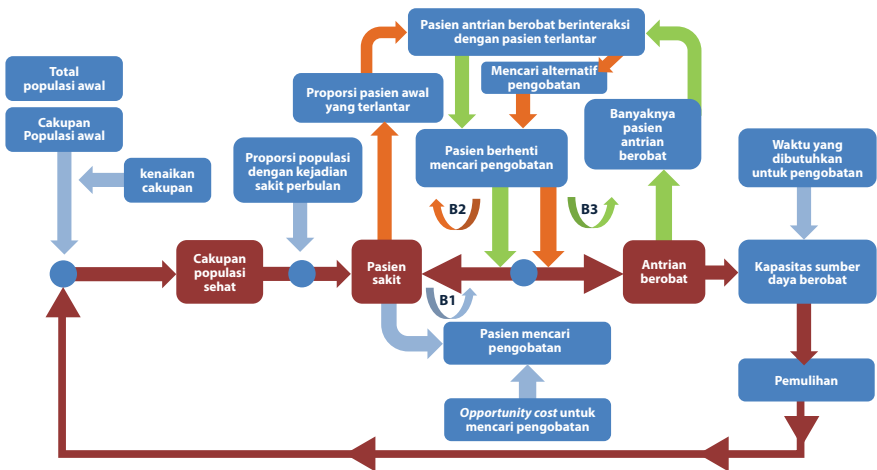 Pasien antrian berobat berinteraksi
dengan pasien terlantar
Total
populasi awal
Mencari alternatif
pengobatan
Proporsi pasien awal
yang terlantar
Cakupan
Populasi awal
Banyaknya
pasien
antrian
berobat
kenaikan
cakupan
Proporsi populasi
dengan kejadian
sakit perbulan
Pasien berhenti
mencari pengobatan
Waktu yang
dibutuhkan
untuk pengobatan
B2
B3
Cakupan
populasi
sehat
Pasien
sakit
Antrian
berobat
Kapasitas sumber
daya berobat
B1
Pasien mencari
pengobatan
Pemulihan
Opportunity cost untuk
mencari pengobatan